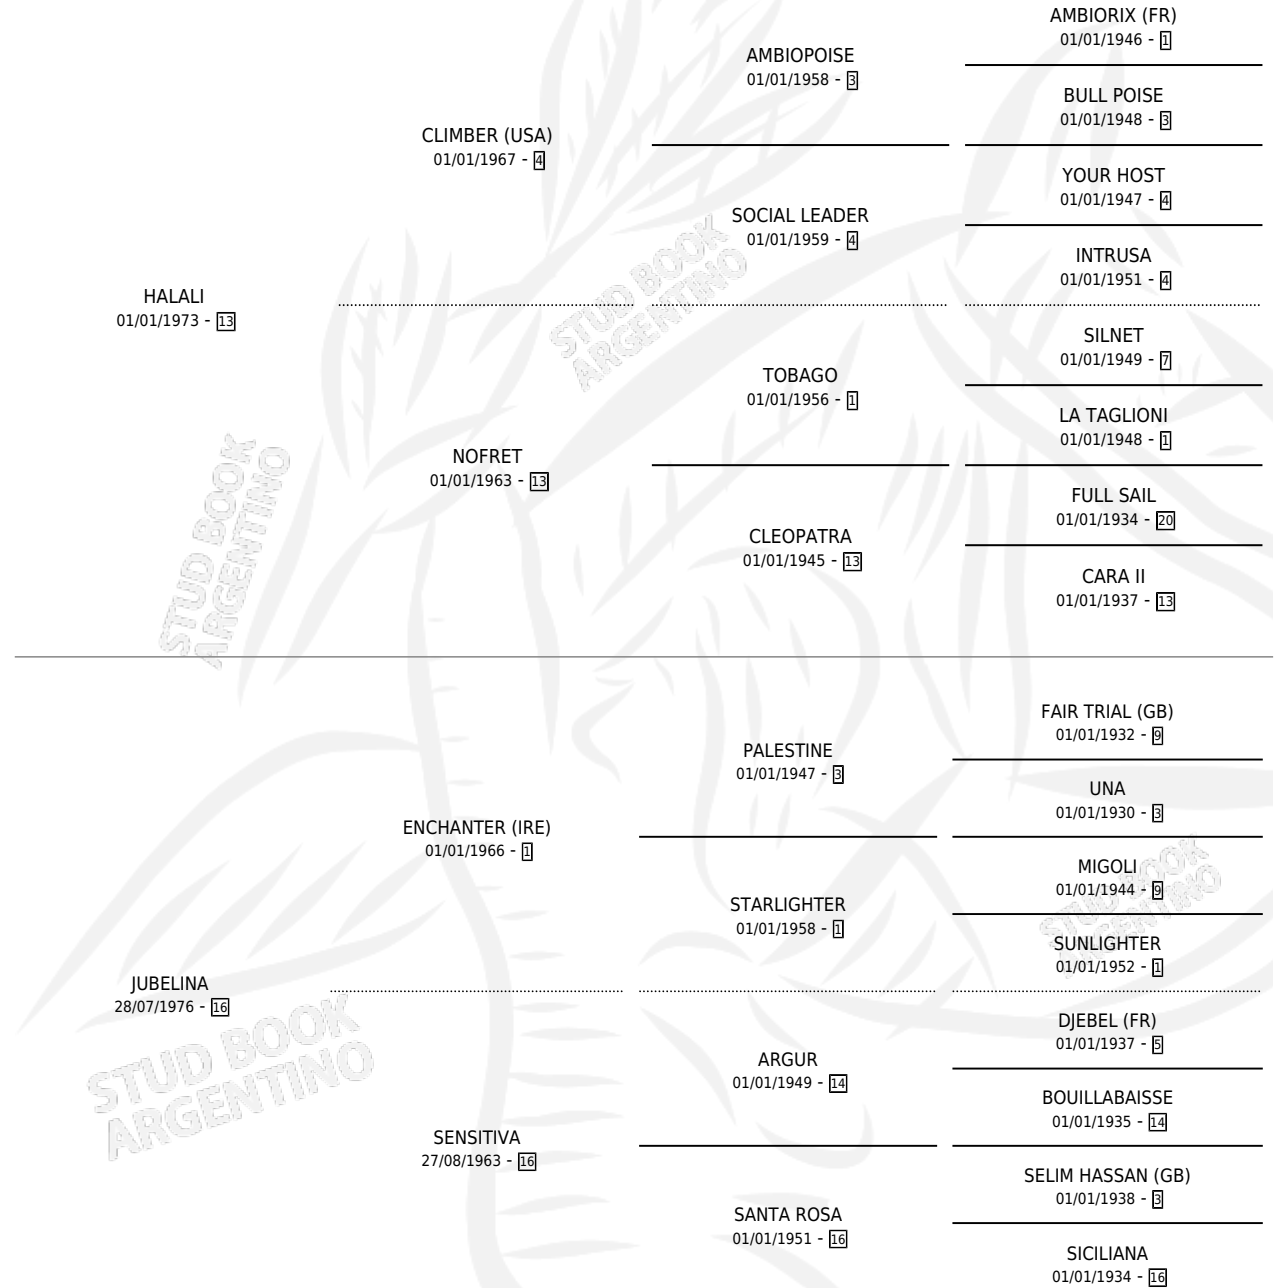 AMBIORIX (FR)
01/01/1946 - 1
AMBIOPOISE
01/01/1958 - 3
BULL POISE
01/01/1948 - 3
CLIMBER (USA)
01/01/1967 - 4
YOUR HOST
01/01/1947 - 4
SOCIAL LEADER
01/01/1959 - 4
INTRUSA
01/01/1951 - 4
HALALI
01/01/1973 - 13
SILNET
01/01/1949 - 7
TOBAGO
01/01/1956 - 1
LA TAGLIONI
01/01/1948 - 1
NOFRET
01/01/1963 - 13
FULL SAIL
01/01/1934 - 20
CLEOPATRA
01/01/1945 - 13
CARA II
01/01/1937 - 13
FAIR TRIAL (GB)
01/01/1932 - 9
PALESTINE
01/01/1947 - 3
UNA
01/01/1930 - 3
ENCHANTER (IRE)
01/01/1966 - 1
MIGOLI
01/01/1944 - 9
STARLIGHTER
01/01/1958 - 1
SUNLIGHTER
01/01/1952 - 1
JUBELINA
28/07/1976 - 16
DJEBEL (FR)
01/01/1937 - 5
ARGUR
01/01/1949 - 14
BOUILLABAISSE
01/01/1935 - 14
SENSITIVA
27/08/1963 - 16
SELIM HASSAN (GB)
01/01/1938 - 3
SANTA ROSA
01/01/1951 - 16
SICILIANA
01/01/1934 - 16
STUD BOOK
ARGENTINO
STUD BOOK
ARGENTINO
STUD BOOK
ARGENTINO
STUD BOOK
ARGENTINO